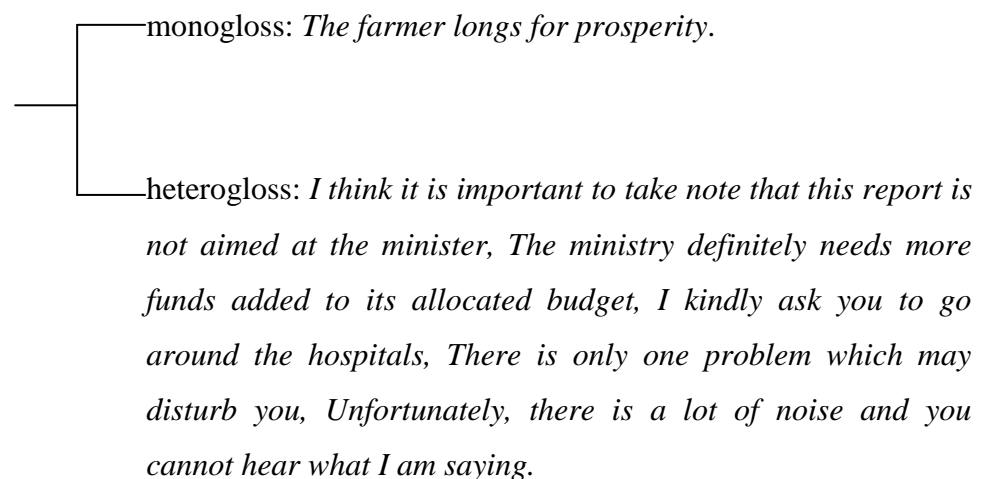 monogloss: The farmer longs for prosperity.
heterogloss: I think it is important to take note that this report is
not aimed at the minister, The ministry definitely needs more
funds added to its allocated budget, I kindly ask you to go
around the hospitals, There is only one problem which may
disturb you, Unfortunately, there is a lot of noise and you
cannot hear what I am saying.